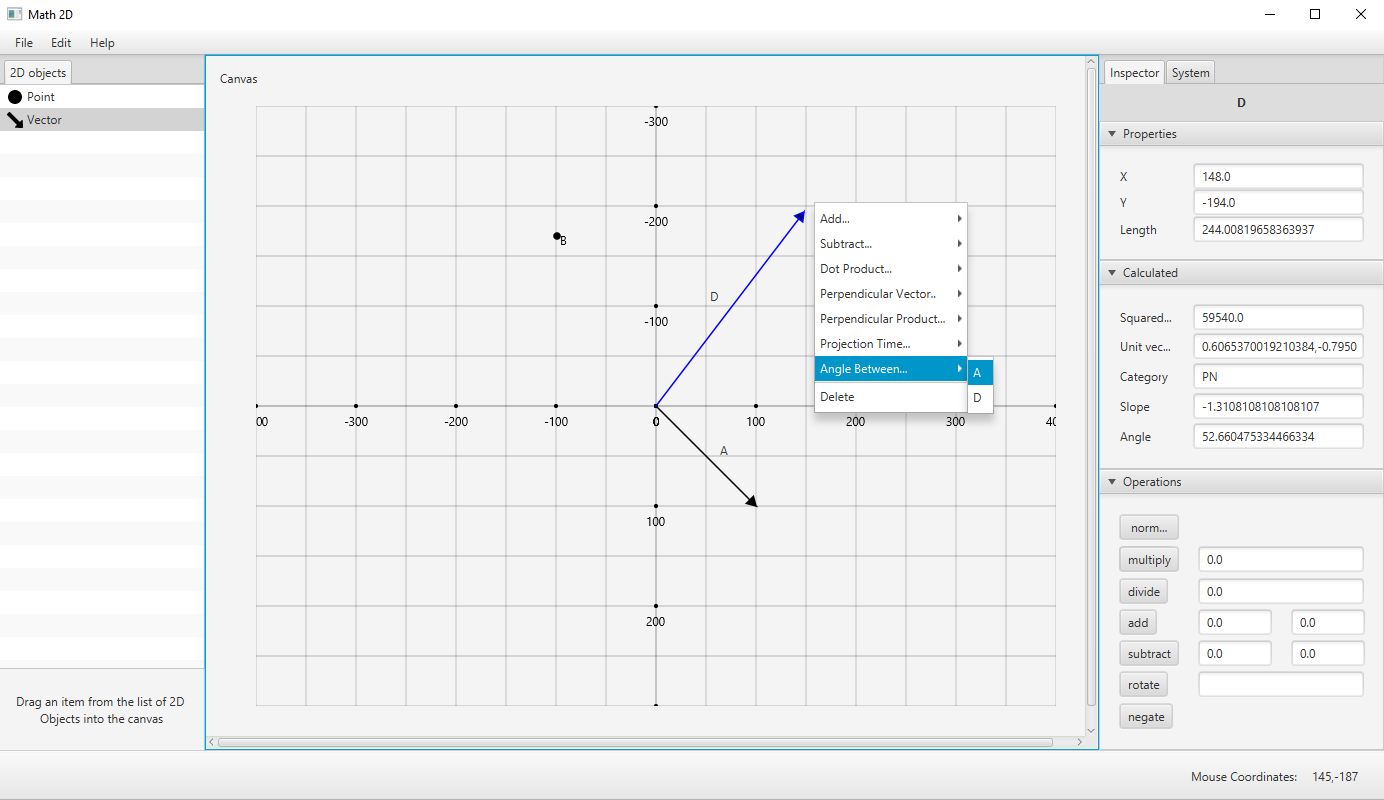 Math 2D
File Edit Help
2D objects
Point
Vector
Drag an item from the list of 2D
Objects into the canvas
Canvas
-300
-200
-100
00 -300 -200 -100 0 100 200 300 40
100
200
B
D
A
Add...
Subtract...
Dot Product...
Perpendicular Vector..
Perpendicular Product...
Projection Time...
Angle Between...
Delete
A
D
Inspector System
D
Properties
X 148.0
Y -194.0
Length 244.00819658363937
Calculated
Squared... 59540.0
Unit vec... 0.6065370019210384,-0.7950
Category PN
Slope -1.3108108108108107
Angle 52.660475334466334
Operations
norm...
multiply 0.0
divide 0.0
add 0.0 0.0
subtract 0.0 0.0
rotate
negate
Mouse Coordinates: 145,-187